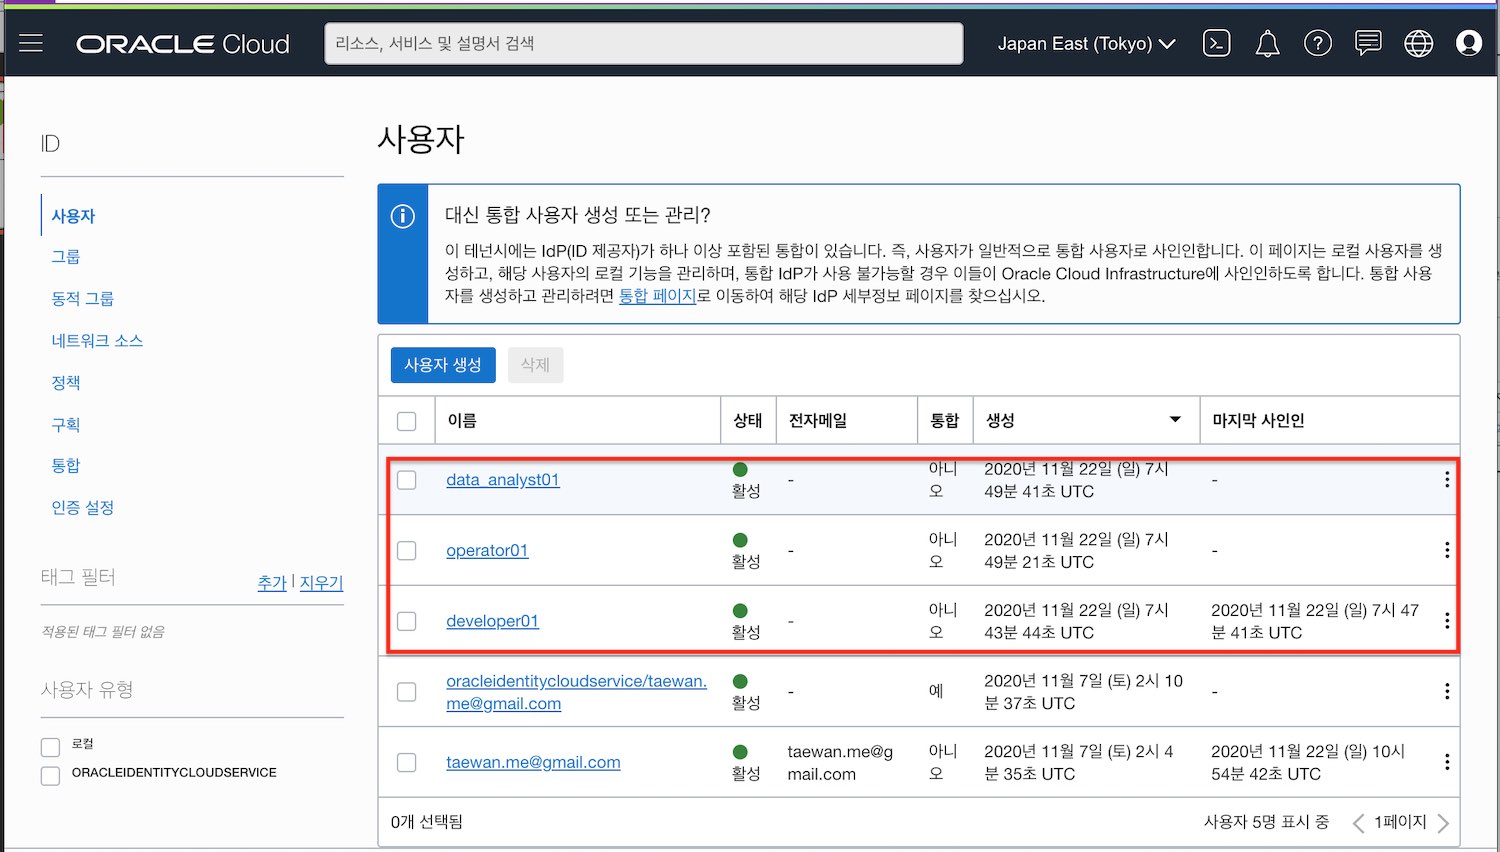 ORACLE Cloud
리소스, 서비스 및 설명서 검색
Japan East (Tokyo)
ID
사용자
그룹
동적 그룹
네트워크 소스
정책
구획
통합
인증 설정
태그 필터
추가 | 지우기
적용된 태그 필터 없음
사용자 유형
로컬
ORACLEIDENTITYCLOUDSERVICE
사용자
대신 통합 사용자 생성 또는 관리?
이 테넌시에는 IdP(ID 제공자)가 하나 이상 포함된 통합이 있습니다. 즉, 사용자가 일반적으로 통합 사용자로 사인인합니다. 이 페이지는 로컬 사용자를 생
성하고, 해당 사용자의 로컬 기능을 관리하며, 통합 IdP가 사용 불가능할 경우 이들이 Oracle Cloud Infrastructure에 사인인하도록 합니다. 통합 사용
자를 생성하고 관리하려면 통합 페이지로 이동하여 해당 IdP 세부정보 페이지를 찾으십시오.
사용자 생성 삭제
이름 상태 전자메일 통합 생성 마지막 사인인
data_analyst01 활성 - 아니오 2020년 11월 22일 (일) 7시 49분 41초 UTC -
operator01 활성 - 아니오 2020년 11월 22일 (일) 7시 49분 21초 UTC -
developer01 활성 - 아니오 2020년 11월 22일 (일) 7시 43분 44초 UTC 2020년 11월 22일 (일) 7시 47분 41초 UTC
oracleidentitycloudservice/taewan.me@gmail.com 활성 - 예 2020년 11월 7일 (토) 2시 10분 37초 UTC -
taewan.me@gmail.com 활성 taewan.me@gmail.com 아니오 2020년 11월 7일 (토) 2시 4분 35초 UTC 2020년 11월 22일 (일) 10시 54분 42초 UTC
0개 선택됨
사용자 5명 표시 중 1페이지